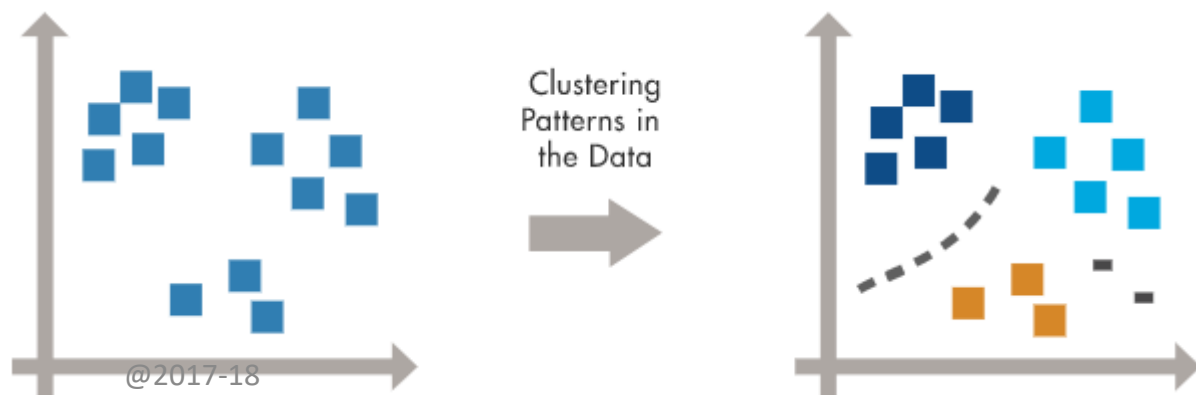 Clustering
Patterns in
the Data
@2017-18